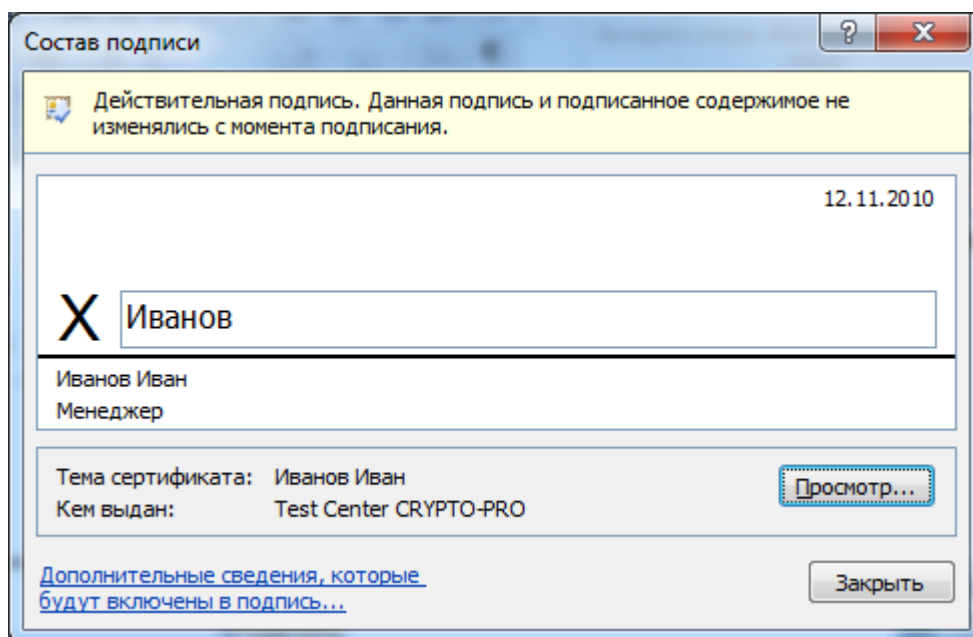 Состав подписи
Действительная подпись. Данная подпись и подписанное содержимое не
изменялись с момента подписания.
12.11.2010
X Иванов
Иванов Иван
Менеджер
Тема сертификата: Иванов Иван
Просмотр...
Кем выдан: Test Center CRYPTO-PRO
Дополнительные сведения, которые
будут включены в подпись...
Закрыть